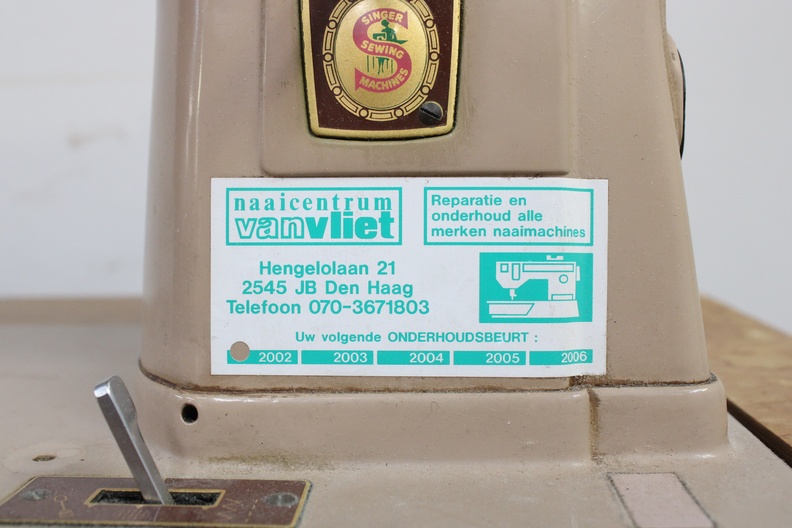 SINGER
SEWING
MACHINES
naaicentrum
vanvliet
Reparatie en
onderhoud alle
merken naaimachines
Hengelolaan 21
2545 JB Den Haag
Telefoon 070-3671803
Uw volgende ONDERHOUDSBEURT :
2002 2003 2004 2005 2006